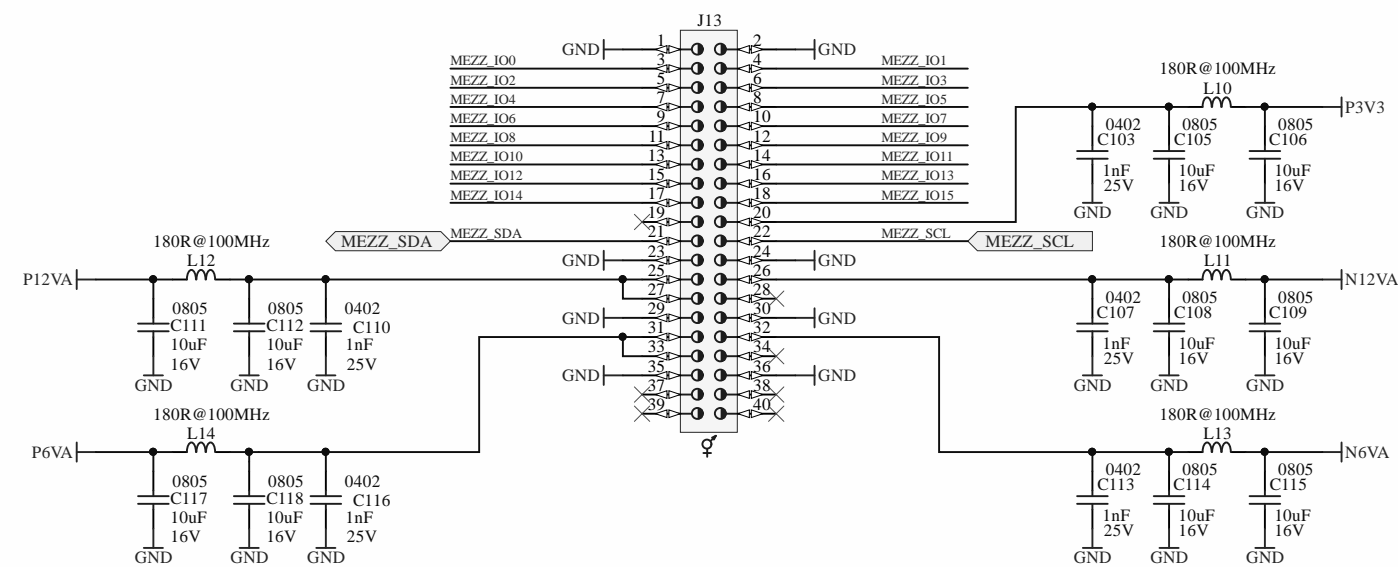 J13
GND 1 2 GND
MEZZ_IO0 3 4 MEZZ_IO1
MEZZ_IO2 5 6 MEZZ_IO3
MEZZ_IO4 7 8 MEZZ_IO5
MEZZ_IO6 9 10 MEZZ_IO7
MEZZ_IO8 11 12 MEZZ_IO9
MEZZ_IO10 13 14 MEZZ_IO11
MEZZ_IO12 15 16 MEZZ_IO13
MEZZ_IO14 17 18 MEZZ_IO15
19 20
MEZZ_SDA MEZZ_SDA 21 22 MEZZ_SCL MEZZ_SCL
GND 23 24 GND
25 26
27 28
GND 29 30 GND
31 32
33 34
GND 35 36 GND
37 38
39 40
180R@100MHz
L10
P3V3
0402 0805 0805
C103 C105 C106
1nF 10uF 10uF
25V 16V 16V
GND GND GND
180R@100MHz
L12
P12VA
0805 0805 0402
C111 C112 C110
10uF 10uF 1nF
16V 16V 25V
GND GND GND
180R@100MHz
L11
N12VA
0402 0805 0805
C107 C108 C109
1nF 10uF 10uF
25V 16V 16V
GND GND GND
180R@100MHz
L14
P6VA
0805 0805 0402
C117 C118 C116
10uF 10uF 1nF
16V 16V 25V
GND GND GND
180R@100MHz
L13
N6VA
0402 0805 0805
C113 C114 C115
1nF 10uF 10uF
25V 16V 16V
GND GND GND